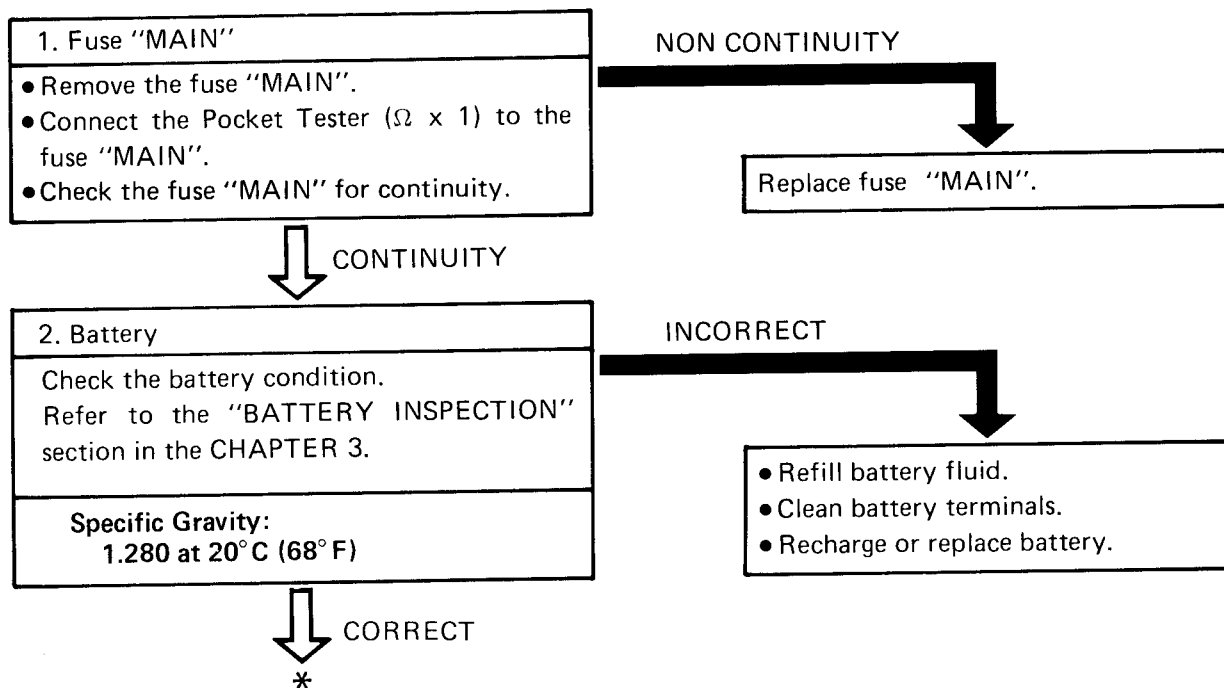 1. Fuse "MAIN"
● Remove the fuse "MAIN".
● Connect the Pocket Tester (Ω x 1) to the
fuse "MAIN".
● Check the fuse "MAIN" for continuity.
NON CONTINUITY
Replace fuse "MAIN".
CONTINUITY
2. Battery
Check the battery condition.
Refer to the "BATTERY INSPECTION"
section in the CHAPTER 3.
Specific Gravity:
1.280 at 20°C (68°F)
INCORRECT
● Refill battery fluid.
● Clean battery terminals.
● Recharge or replace battery.
CORRECT
*